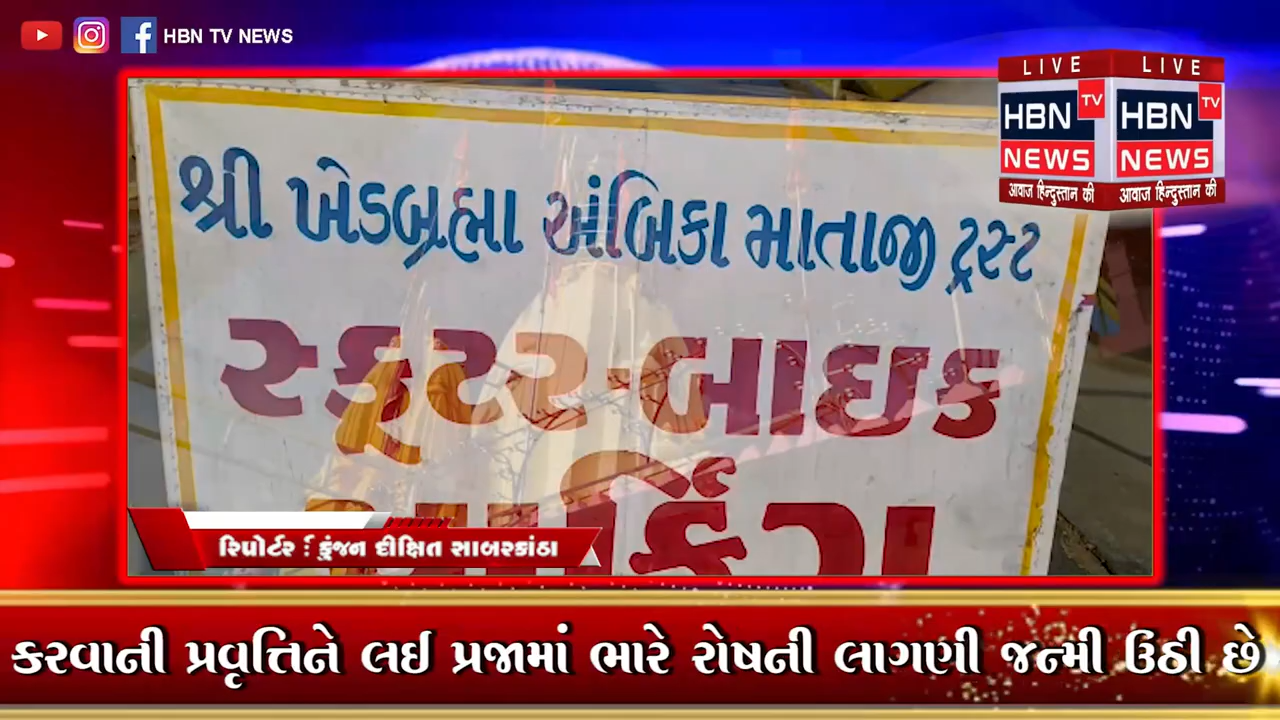 HBN TV NEWS
LIVE LIVE
HBN TV HBN TV
NEWS NEWS
आवाज हिन्दुस्तान की आवाज हिन्दुस्तान की
શ્રી ખેડબ્રહ્મા અંબિકા માતાજી ટ્રસ્ટ
સ્કૂટર-બાઇક
પાર્કિંગ
રિપોર્ટર : કુંજન દીક્ષિત સાબરકાંઠા
કરવાની પ્રવૃત્તિને લઈ પ્રજામાં ભારે રોષની લાગણી જન્મી ઉઠી છે